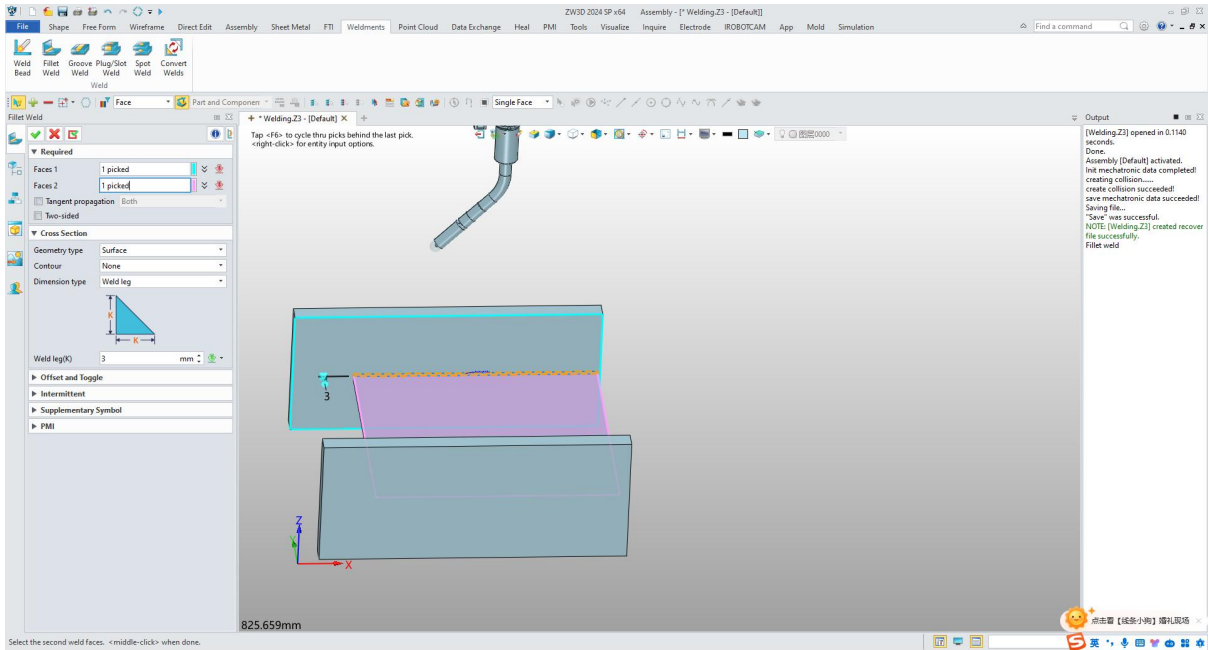 ZW3D 2024 SP x64 Assembly - [* Welding.Z3 - [Default]]
File Shape Free Form Wireframe Direct Edit Assembly Sheet Metal FTI Weldments Point Cloud Data Exchange Heal PMI Tools Visualize Inquire Electrode IROBOTCAM App Mold Simulation Find a command
Weld Bead
Fillet Weld
Groove Weld
Plug/Slot Weld
Spot Weld
Convert Welds
Weld
Face Part and Componen Single Face
Fillet Weld
+ * Welding.Z3 - [Default] X +
Output
Tap <F6> to cycle thru picks behind the last pick.
<right-click> for entity input options.
图层0000
Required
Faces 1 1 picked
Faces 2 1 picked
Tangent propagation Both
Two-sided
Cross Section
Geometry type Surface
Contour None
Dimension type Weld leg
K
K
Weld leg(K) 3 mm
Offset and Toggle
Intermittent
Supplementary Symbol
PMI
3
Z
Y
X
825.659mm
[Welding.Z3] opened in 0.1140
seconds.
Done.
Assembly [Default] activated.
Init mechatronic data completed!
creating collision......
create collision succeeded!
save mechatronic data succeeded!
Saving file...
"Save" was successful.
NOTE: [Welding.Z3] created recover
file successfully.
Fillet weld
点击看【线条小狗】婚礼现场
Select the second weld faces. <middle-click> when done.
英